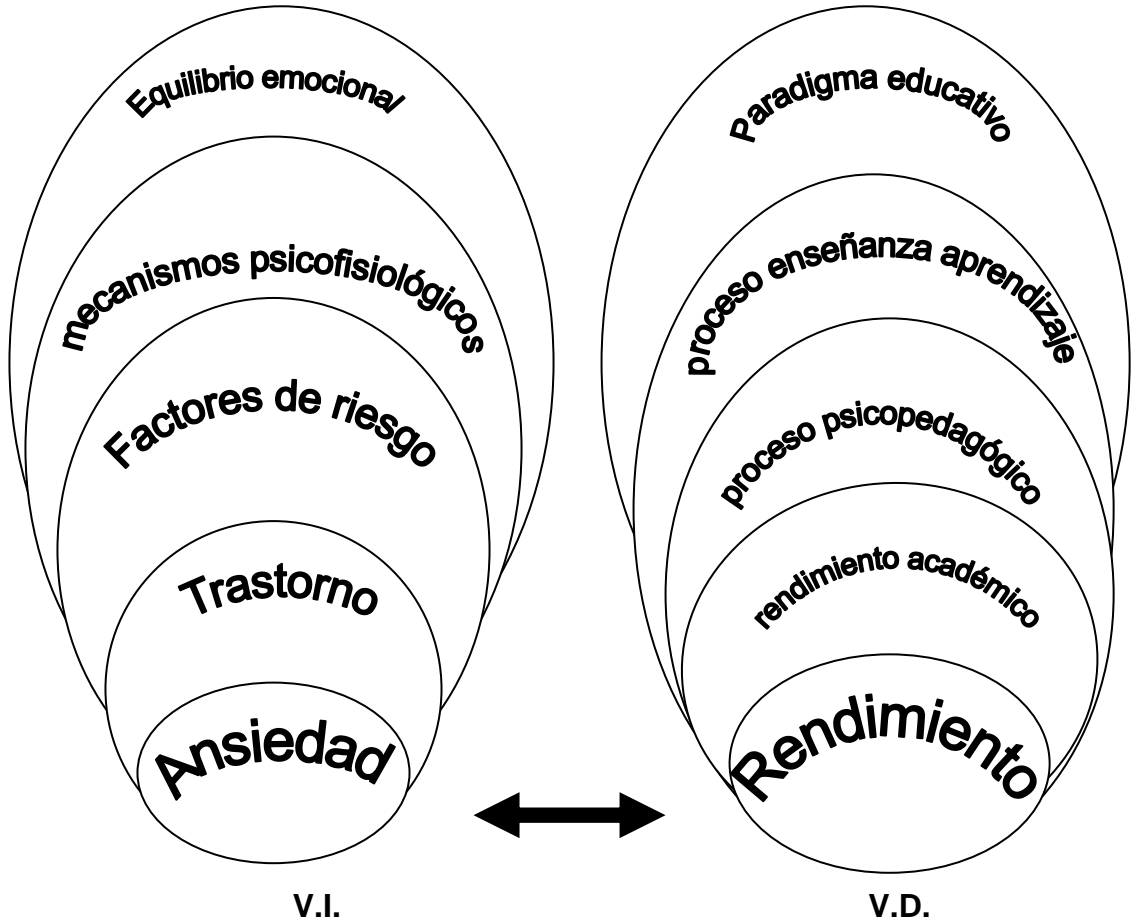 Equilibrio emocional
mecanismos psicofisiológicos
Factores de riesgo
Trastorno
Ansiedad
V.I.
Paradigma educativo
proceso enseñanza aprendizaje
proceso psicopedagógico
rendimiento académico
Rendimiento
V.D.